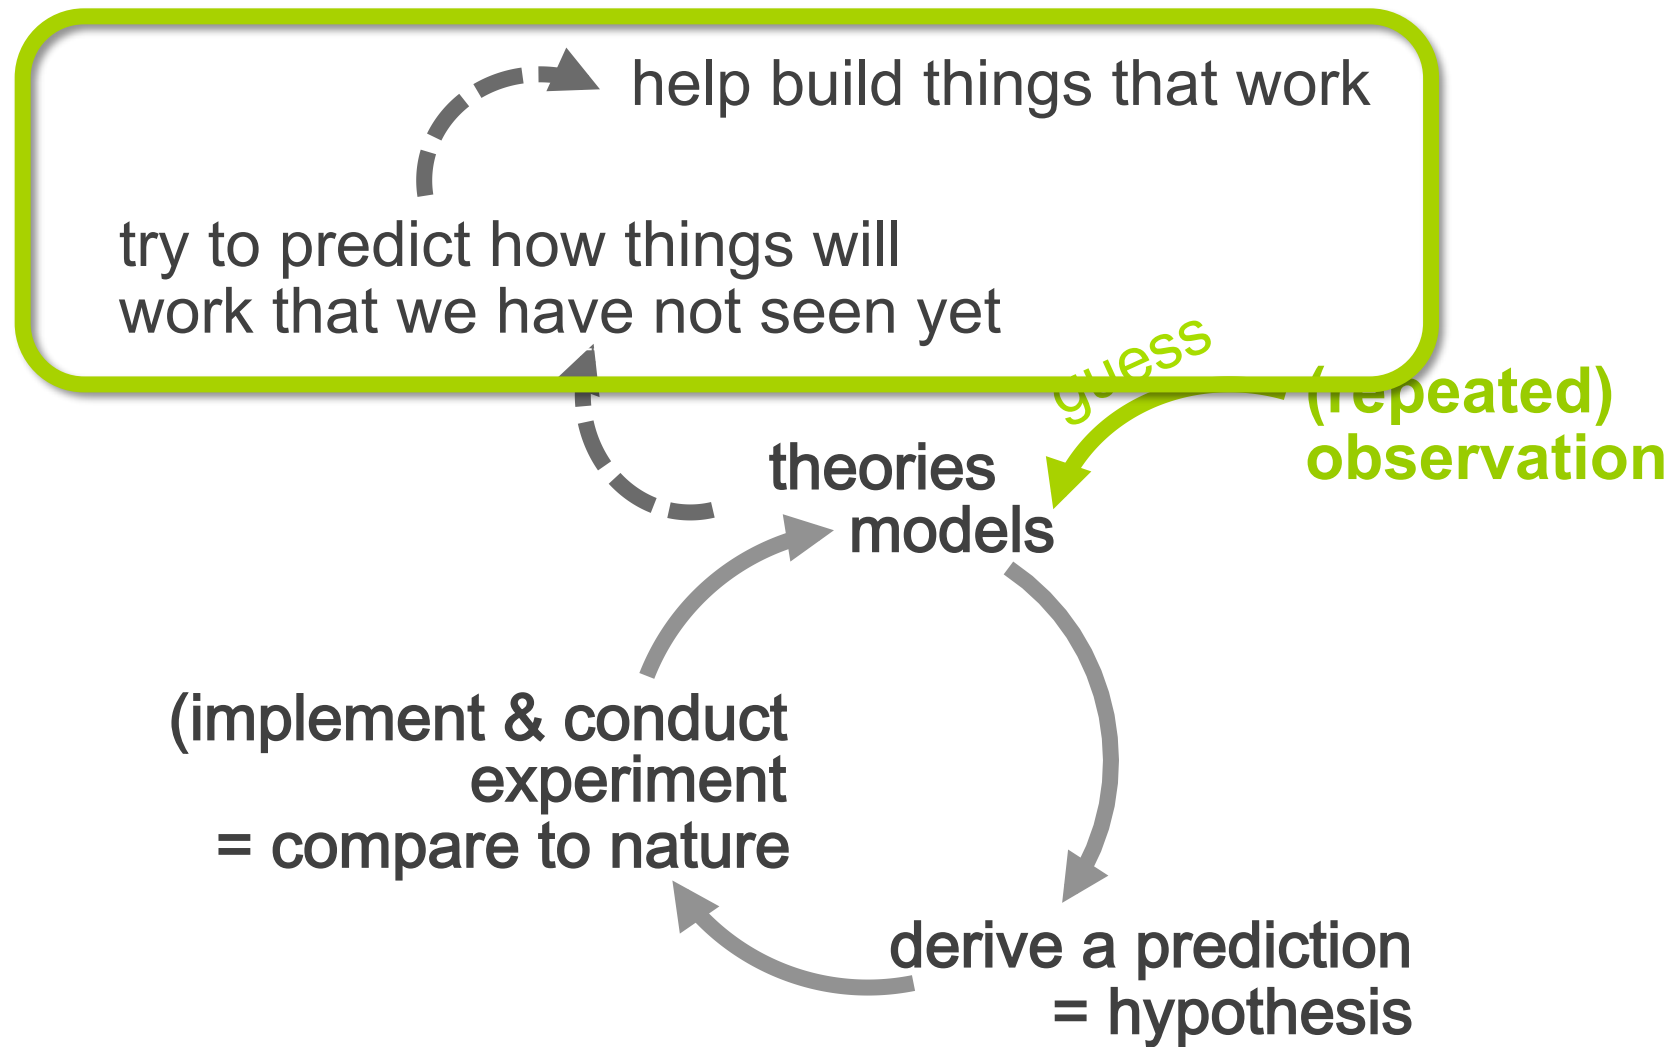 help build things that work
try to predict how things will
work that we have not seen yet
guess
(repeated)
observation
theories
models
(implement & conduct
experiment
= compare to nature
derive a prediction
= hypothesis